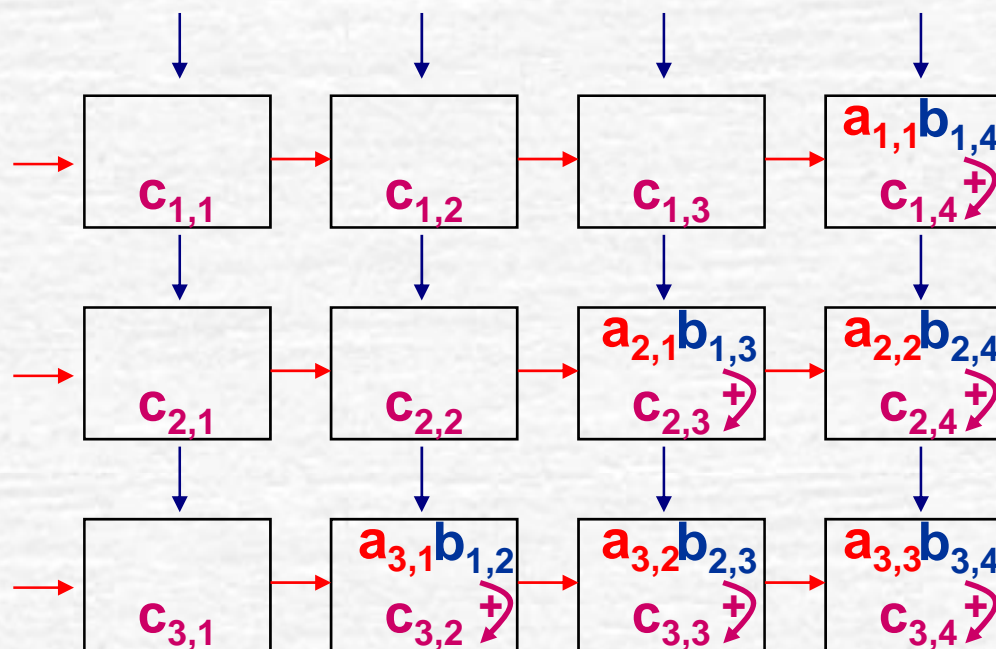 a1,1b1,4
c1,1 c1,2 c1,3 c1,4 +
a2,1b1,3 a2,2b2,4
c2,1 c2,2 c2,3 + c2,4 +
a3,1b1,2 a3,2b2,3 a3,3b3,4
c3,1 c3,2 + c3,3 + c3,4 +